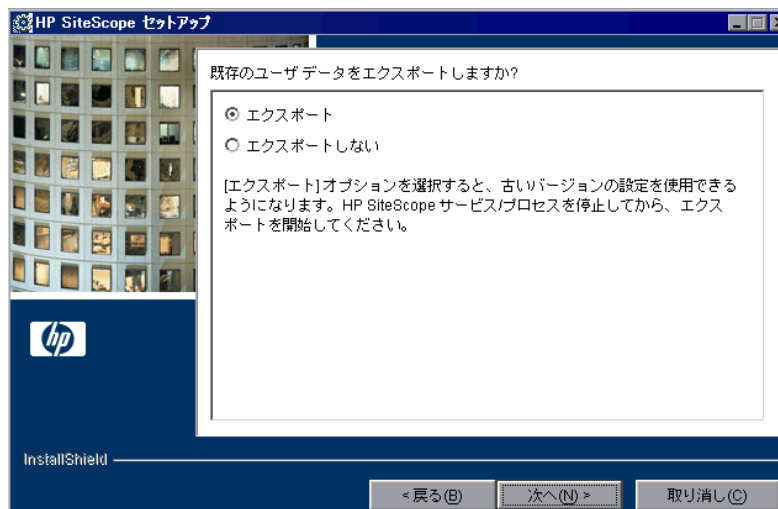 HP SiteScope セットアップ
既存のユーザ データをエクスポートしますか?
エクスポート
エクスポートしない
[エクスポート]オプションを選択すると、古いバージョンの設定を使用できる
ようになります。HP SiteScope サービス/プロセスを停止してから、エクス
ポートを開始してください。
hp
InstallShield
< 戻る(B)
次へ(N) >
取り消し(C)